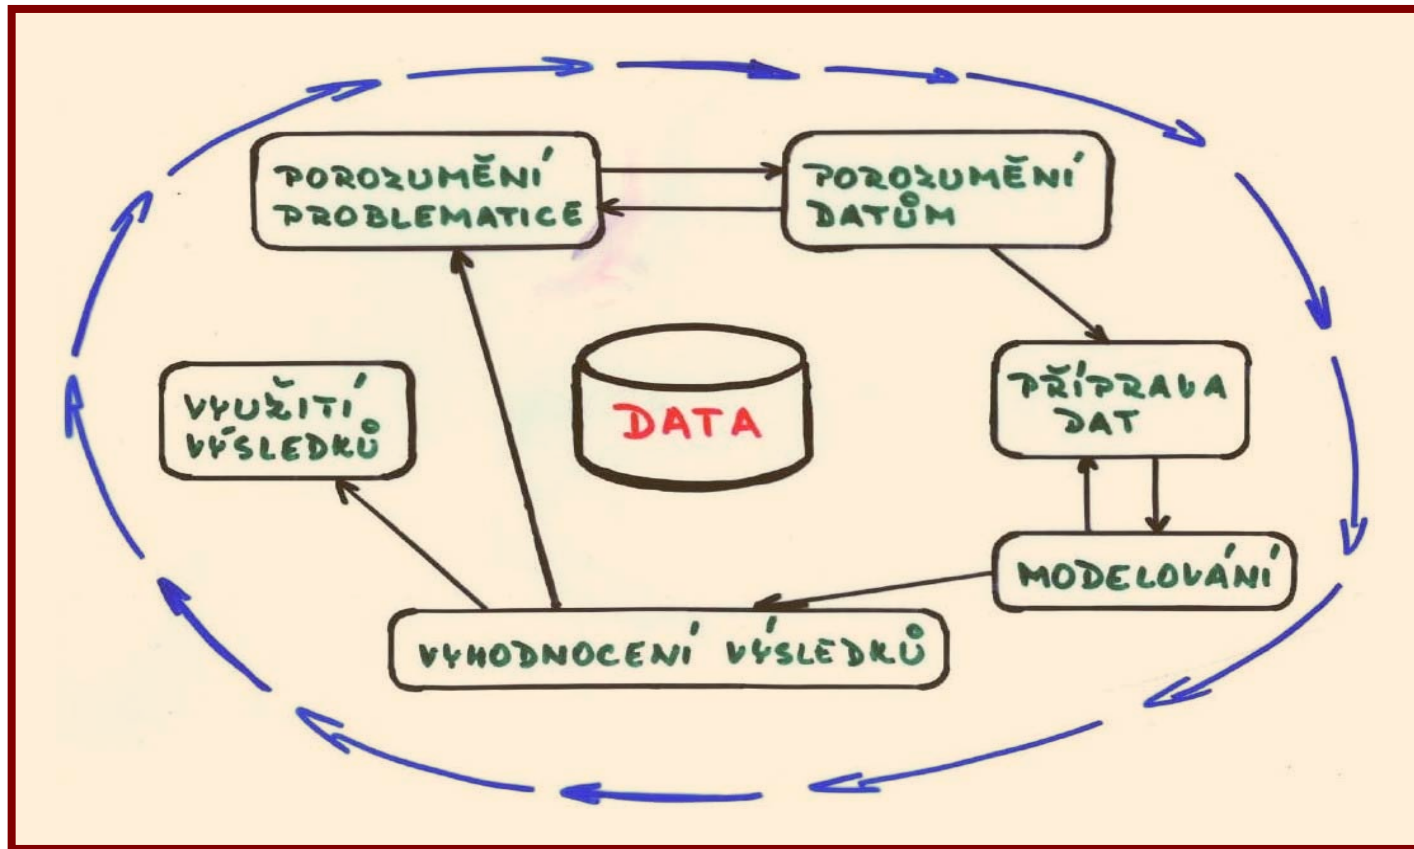 POROZUMĚNÍ
PROBLEMATICE
POROZUMĚNÍ
DATŮM
PŘÍPRAVA
DAT
MODELOVÁNÍ
VYHODNOCENÍ VÝSLEDKŮ
VYUŽITÍ
VÝSLEDKŮ
DATA